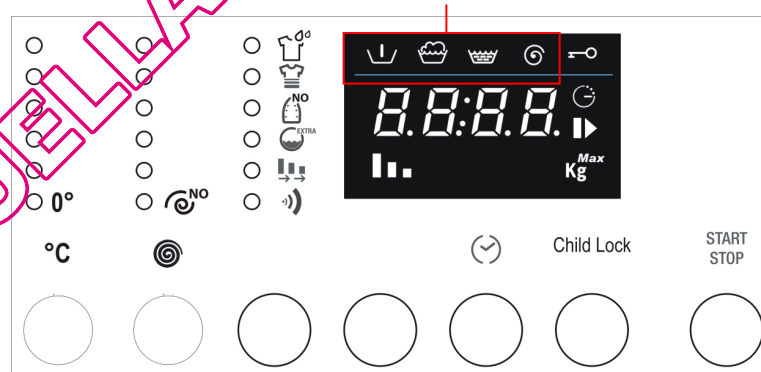 NO
EXTRA
8.8:8.8.
Max
Kg
0°
NO
°C
Child Lock
START
STOP